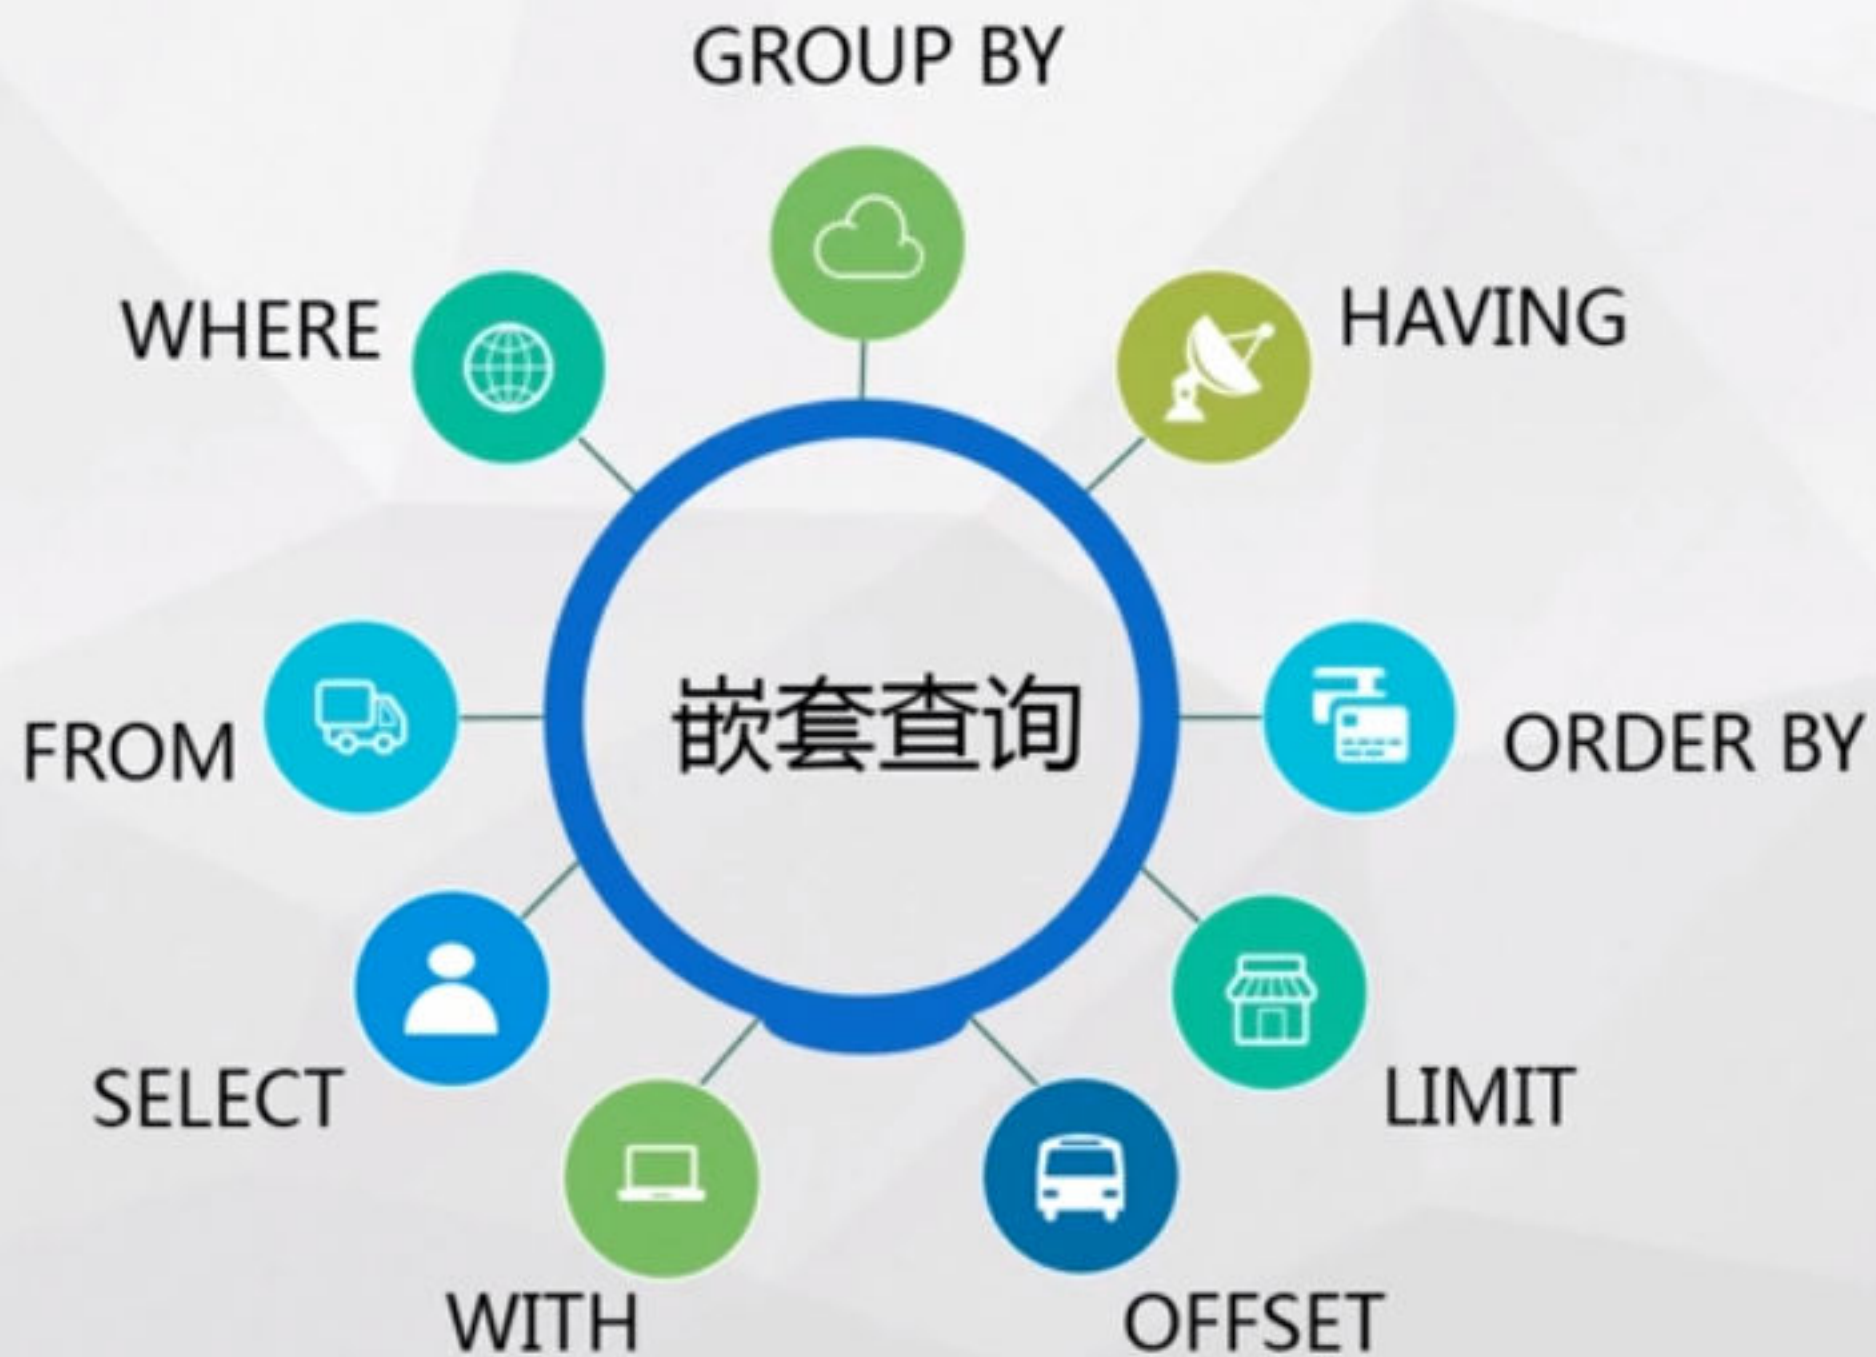 GROUP BY
WHERE
HAVING
嵌套查询
FROM
ORDER BY
SELECT
LIMIT
WITH
OFFSET